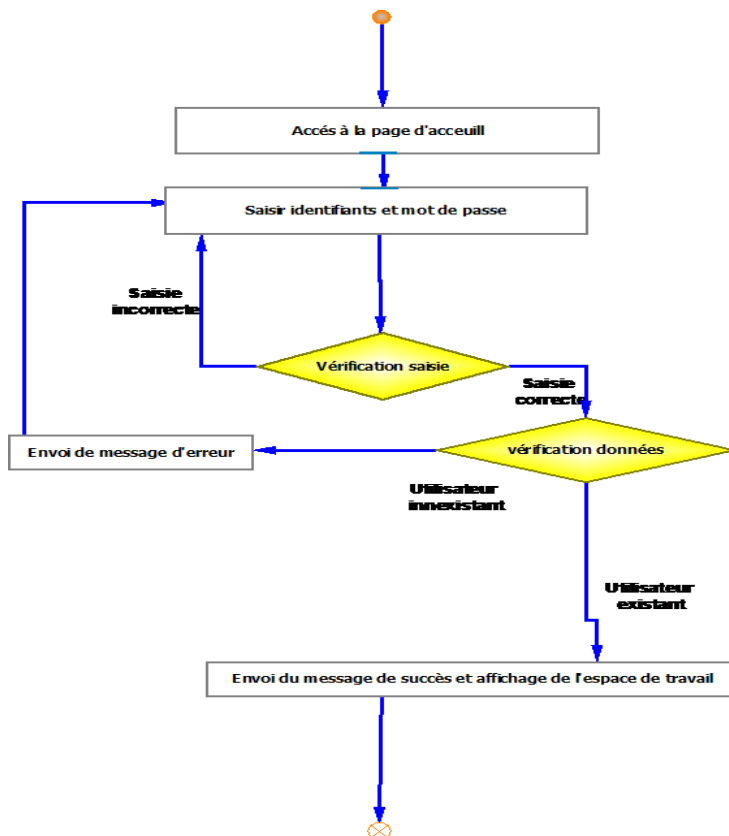 Accés à la page d'acceuill
Saisir identifiants et mot de passe
Saisie
incorrecte
Vérification saisie
Saisie
correcte
Envoi de message d'erreur
vérification données
Utilisateur
innexistant
Utilisateur
existant
Envoi du message de succès et affichage de l'espace de travail